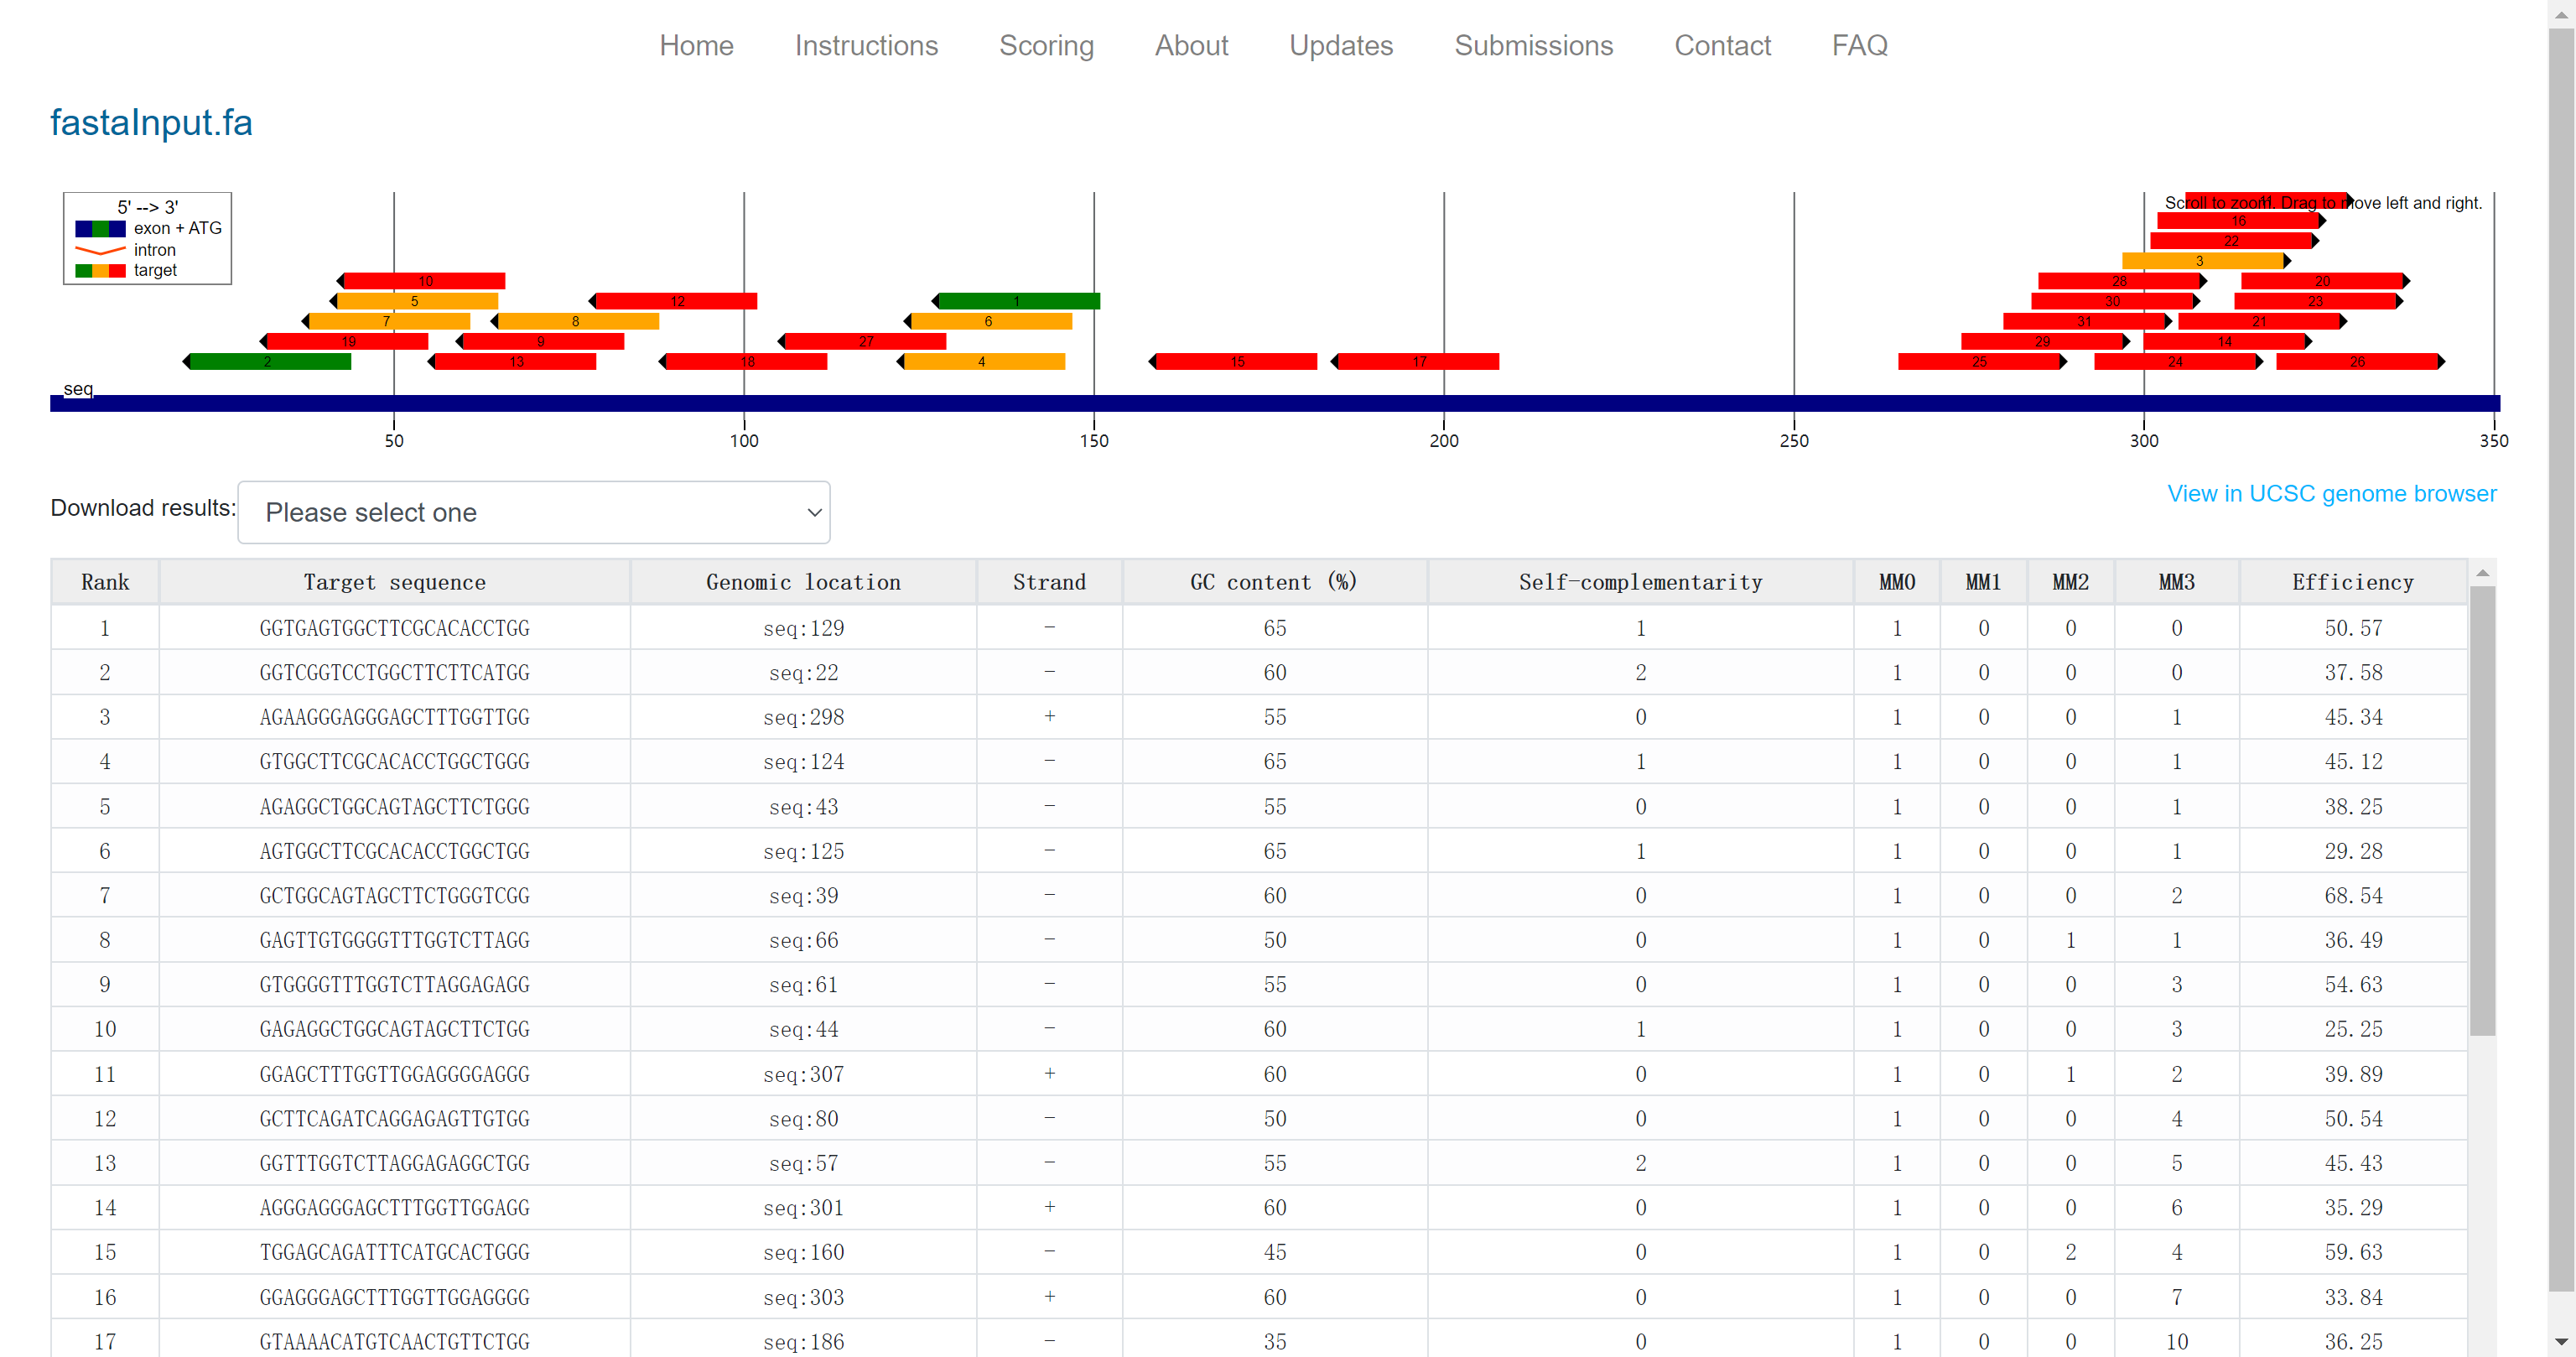 Home Instructions Scoring About Updates Submissions Contact FAQ
fastaInput.fa
5' --> 3'
exon + ATG
intron
target
Scroll to zoom. Drag to move left and right.
16
22
3
10 28 20
5 12 1 30 23
7 8 6 31 21
19 9 27 29 14
2 13 18 4 15 17 25 24 26
seq
50 100 150 200 250 300 350
Download results: Please select one
View in UCSC genome browser
Rank Target sequence Genomic location Strand GC content (%) Self-complementarity MM0 MM1 MM2 MM3 Efficiency
1 GGTGAGTGGCTTCGCACACCTGG seq:129 - 65 1 1 0 0 0 50.57
2 GGTCGGTCCTGGCTTCTTCATGG seq:22 - 60 2 1 0 0 0 37.58
3 AGAAGGGAGGGAGCTTTGGTTGG seq:298 + 55 0 1 0 0 1 45.34
4 GTGGCTTCGCACACCTGGCTGGG seq:124 - 65 1 1 0 0 1 45.12
5 AGAGGCTGGCAGTAGCTTCTGGG seq:43 - 55 0 1 0 0 1 38.25
6 AGTGGCTTCGCACACCTGGCTGG seq:125 - 65 1 1 0 0 1 29.28
7 GCTGGCAGTAGCTTCTGGGTCGG seq:39 - 60 0 1 0 0 2 68.54
8 GAGTTGTGGGGTTTGGTCTTAGG seq:66 - 50 0 1 0 1 1 36.49
9 GTGGGGTTTGGTCTTAGGAGAGG seq:61 - 55 0 1 0 0 3 54.63
10 GAGAGGCTGGCAGTAGCTTCTGG seq:44 - 60 1 1 0 0 3 25.25
11 GGAGCTTTGGTTGGAGGGGAGGG seq:307 + 60 0 1 0 1 2 39.89
12 GCTTCAGATCAGGAGAGTTGTGG seq:80 - 50 0 1 0 0 4 50.54
13 GGTTTGGTCTTAGGAGAGGCTGG seq:57 - 55 2 1 0 0 5 45.43
14 AGGGAGGGAGCTTTGGTTGGAGG seq:301 + 60 0 1 0 0 6 35.29
15 TGGAGCAGATTTCATGCACTGGG seq:160 - 45 0 1 0 2 4 59.63
16 GGAGGGAGCTTTGGTTGGAGGGG seq:303 + 60 0 1 0 0 7 33.84
17 GTAAAACATGTCAACTGTTCTGG seq:186 - 35 0 1 0 0 10 36.25